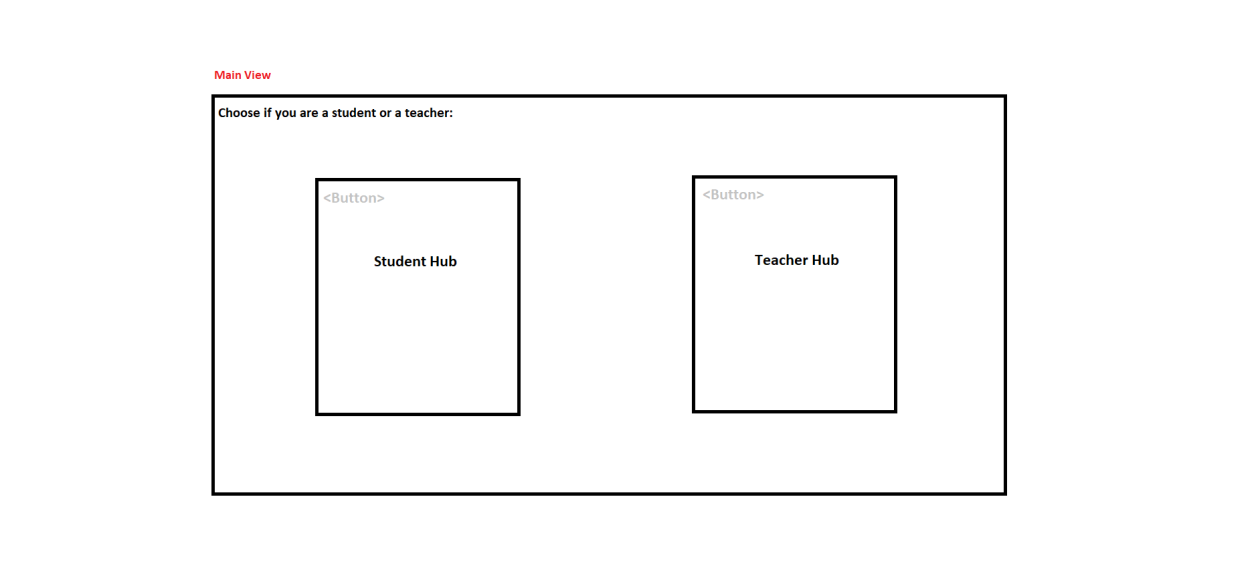 Main View
Choose if you are a student or a teacher:
<Button>
Student Hub
<Button>
Teacher Hub